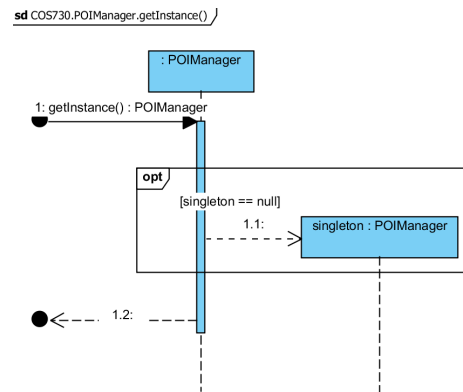 sd COS730.POIManager.getInstance()
: POIManager
1: getInstance() : POIManager
opt
[singleton == null]
1.1:
singleton : POIManager
1.2: